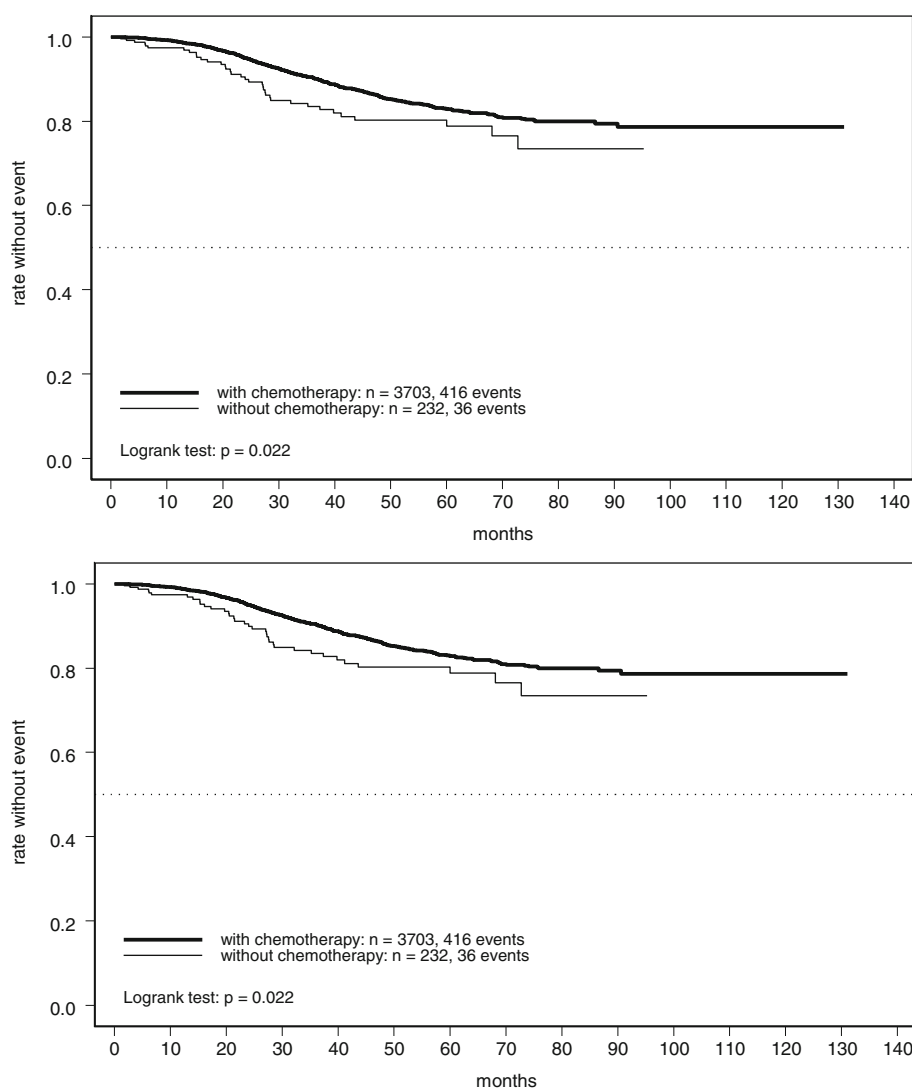 1.0
0.8
0.6
0.4
0.2
0.0
rate without event
with chemotherapy: n = 3703, 416 events
without chemotherapy: n = 232, 36 events
Logrank test: p = 0.022
0 10 20 30 40 50 60 70 80 90 100 110 120 130 140
months
1.0
0.8
0.6
0.4
0.2
0.0
rate without event
with chemotherapy: n = 3703, 416 events
without chemotherapy: n = 232, 36 events
Logrank test: p = 0.022
0 10 20 30 40 50 60 70 80 90 100 110 120 130 140
months